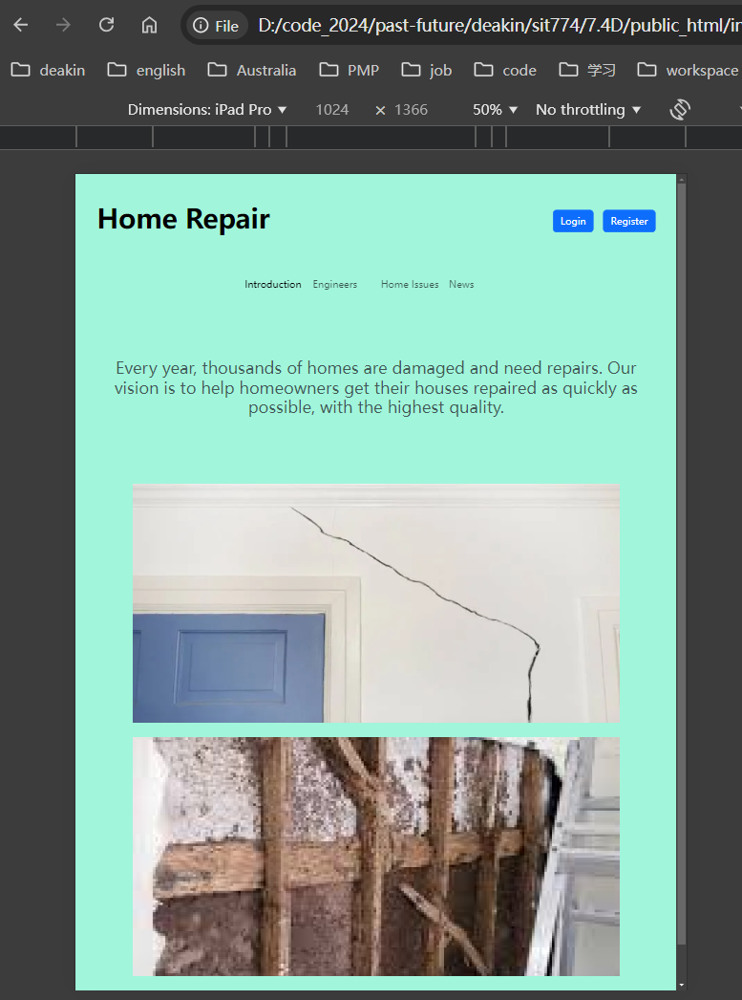 File D:/code_2024/past-future/deakin/sit774/7.4D/public_html/in
deakin english Australia PMP job code 学习 workspace
Dimensions: iPad Pro ▼ 1024 × 1366 50% ▼ No throttling ▼
Home Repair Login Register
Introduction Engineers Home Issues News
Every year, thousands of homes are damaged and need repairs. Our
vision is to help homeowners get their houses repaired as quickly as
possible, with the highest quality.